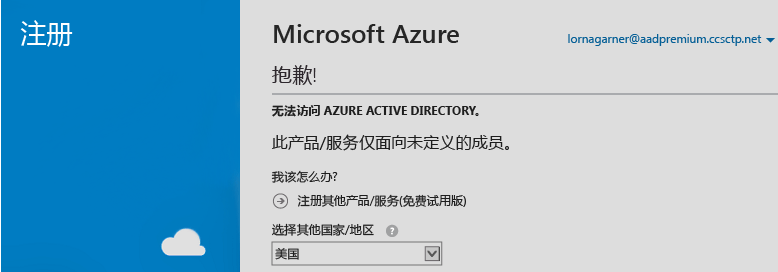 注册
Microsoft Azure
lornagarner@aadpremium.ccsctp.net
抱歉!
无法访问 AZURE ACTIVE DIRECTORY。
此产品/服务仅面向未定义的成员。
我该怎么办?
注册其他产品/服务(免费试用版)
选择其他国家/地区 ?
美国